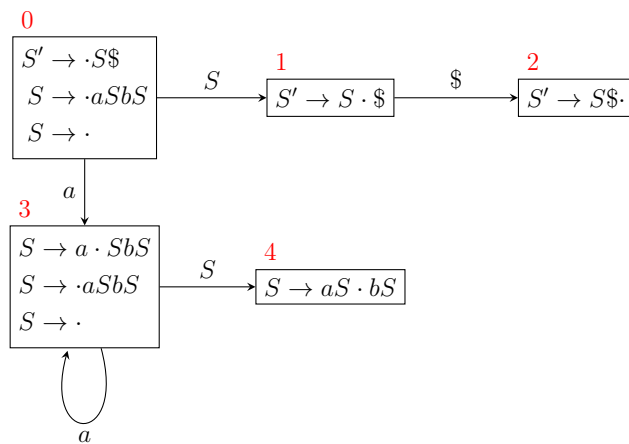 0
S′ → ·S$
S → ·aSbS
S → ·
S
1
S′ → S · $
$
2
S′ → S$·
a
3
S → a · SbS
S → ·aSbS
S → ·
S
4
S → aS · bS
a